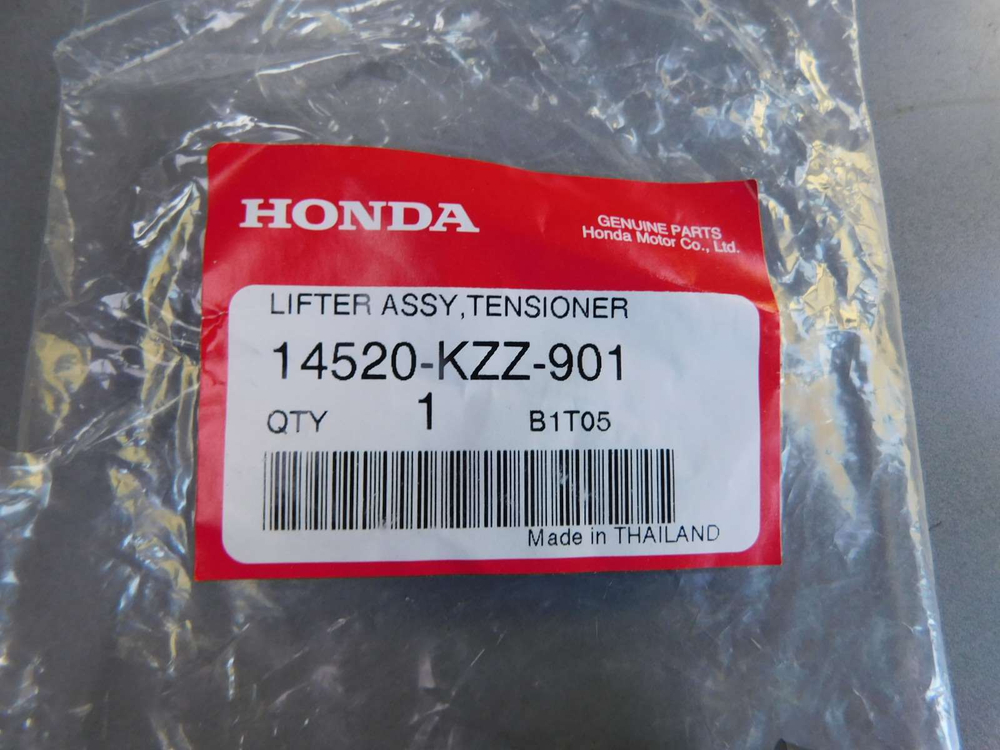 HONDA
GENUINE PARTS
Honda Motor Co., Ltd.
LIFTER ASSY,TENSIONER
14520-KZZ-901
QTY 1 B1T05
Made in THAILAND